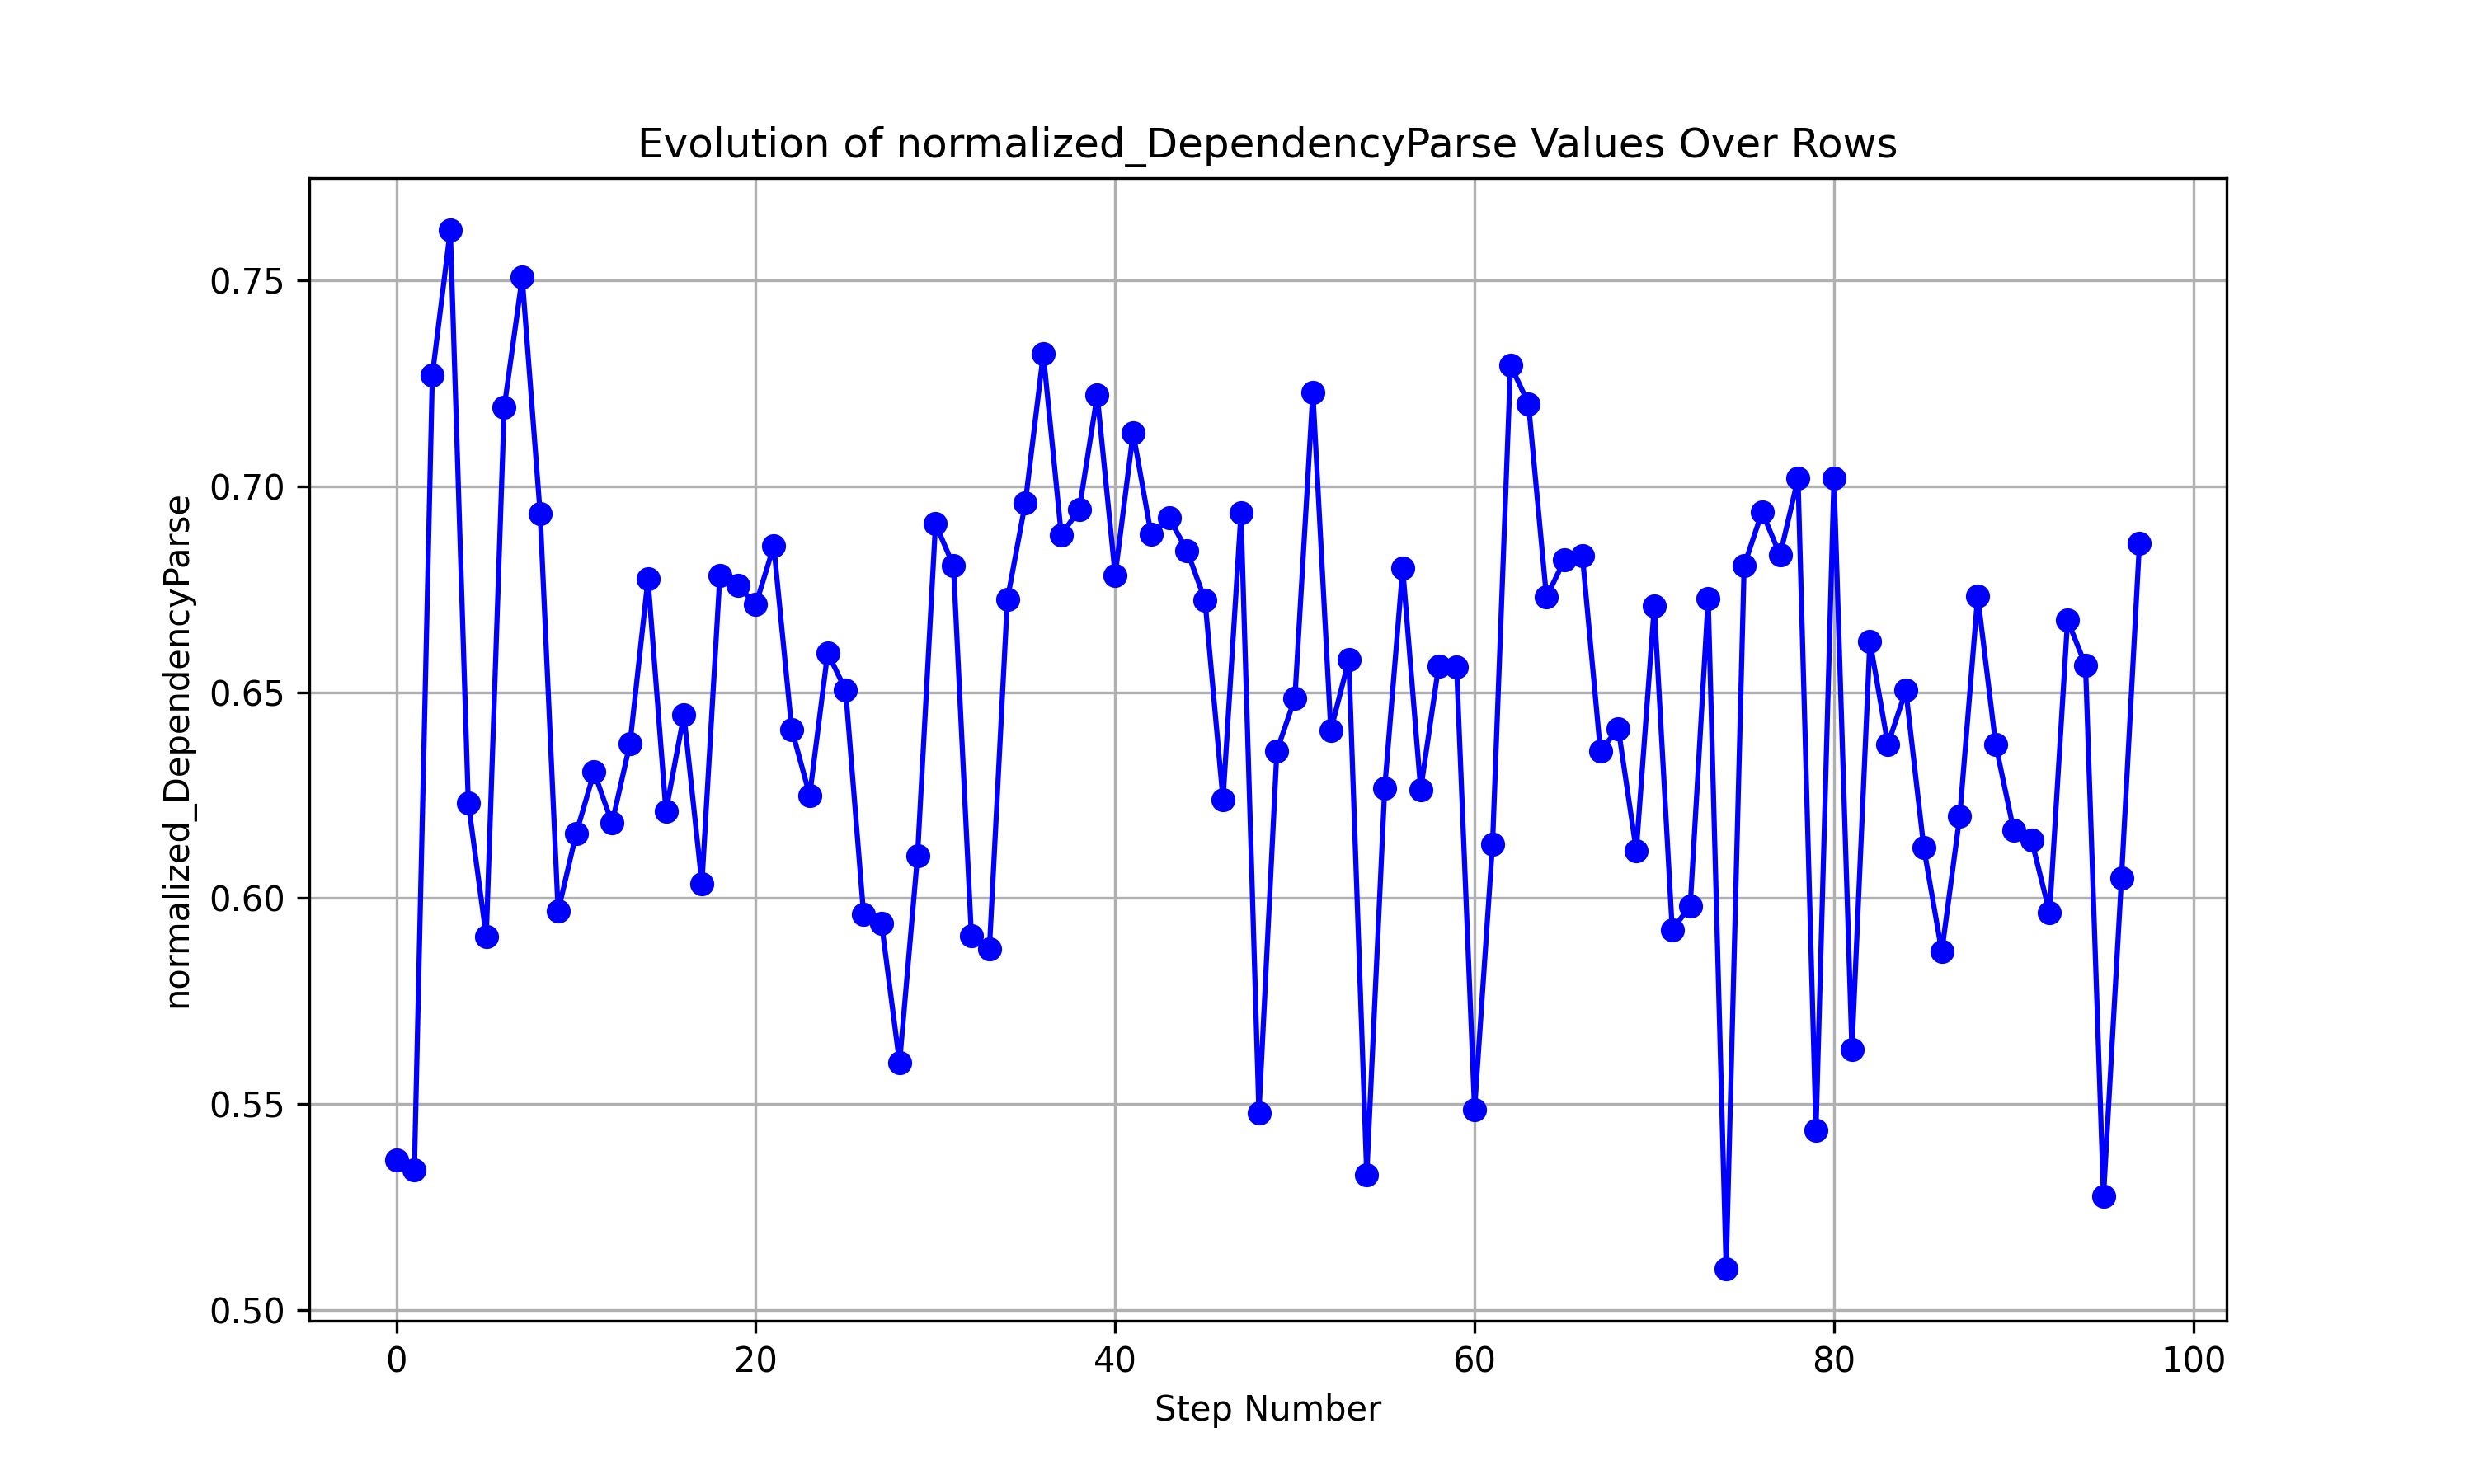 Evolution of normalized_DependencyParse Values Over Rows
normalized_DependencyParse
0.75
0.70
0.65
0.60
0.55
0.50
0 20 40 60 80 100
Step Number